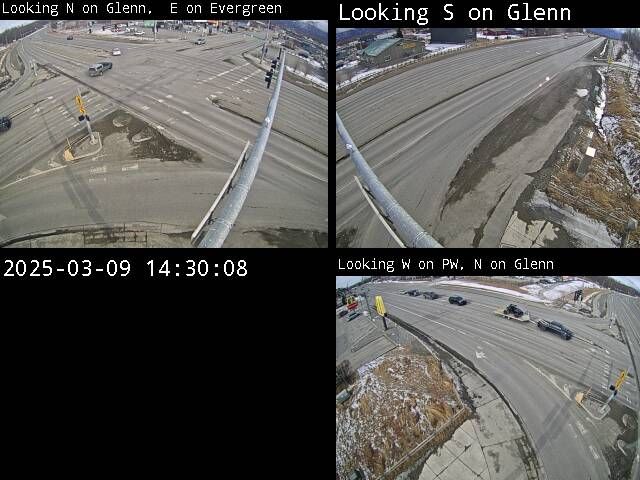 Looking N on Glenn,  E on Evergreen
Looking S on Glenn
2025-03-09 14:30:08
Looking W on PW, N on Glenn